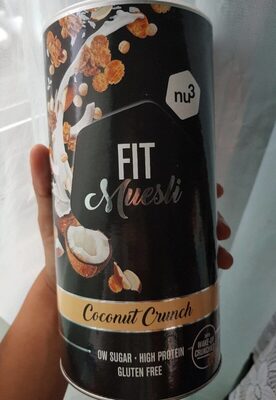 nu3
FIT
Muesli
Coconut Crunch
OW SUGAR · HIGH PROTEIN
GLUTEN FREE